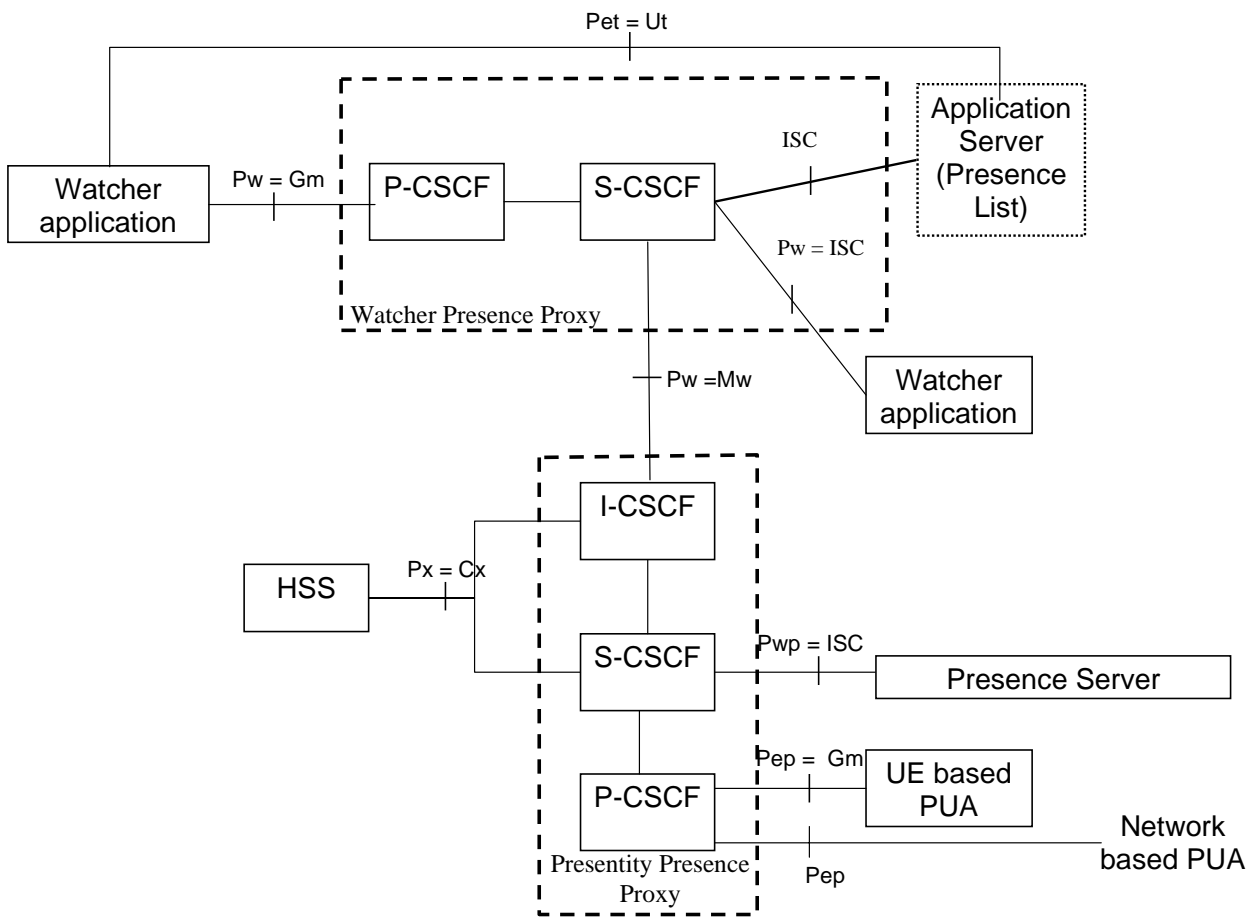 Pet = Ut
Application
Server
(Presence
List)
ISC
Watcher
application
Pw = Gm
P-CSCF
S-CSCF
Pw = ISC
Watcher Presence Proxy
Pw =Mw
Watcher
application
I-CSCF
Px = Cx
HSS
S-CSCF
Pwp = ISC
Presence Server
Pep =  Gm
UE based
PUA
P-CSCF
Network
based PUA
Presentity Presence
Proxy
Pep